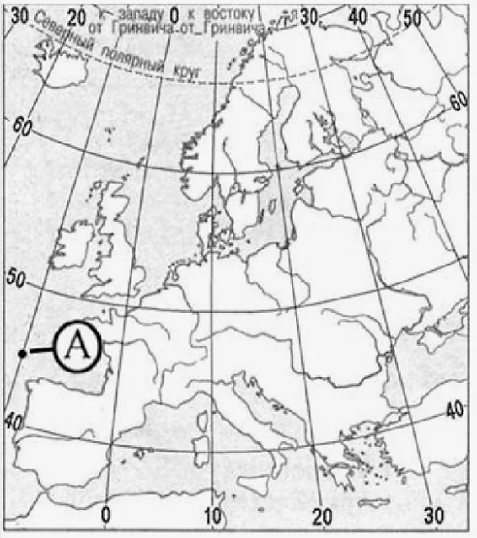 30 20 к западу 0 к востоку 30 40 50
от Гринвича от Гринвича
Северный полярный круг
60 60
50
А
40 40
0 10 20 30